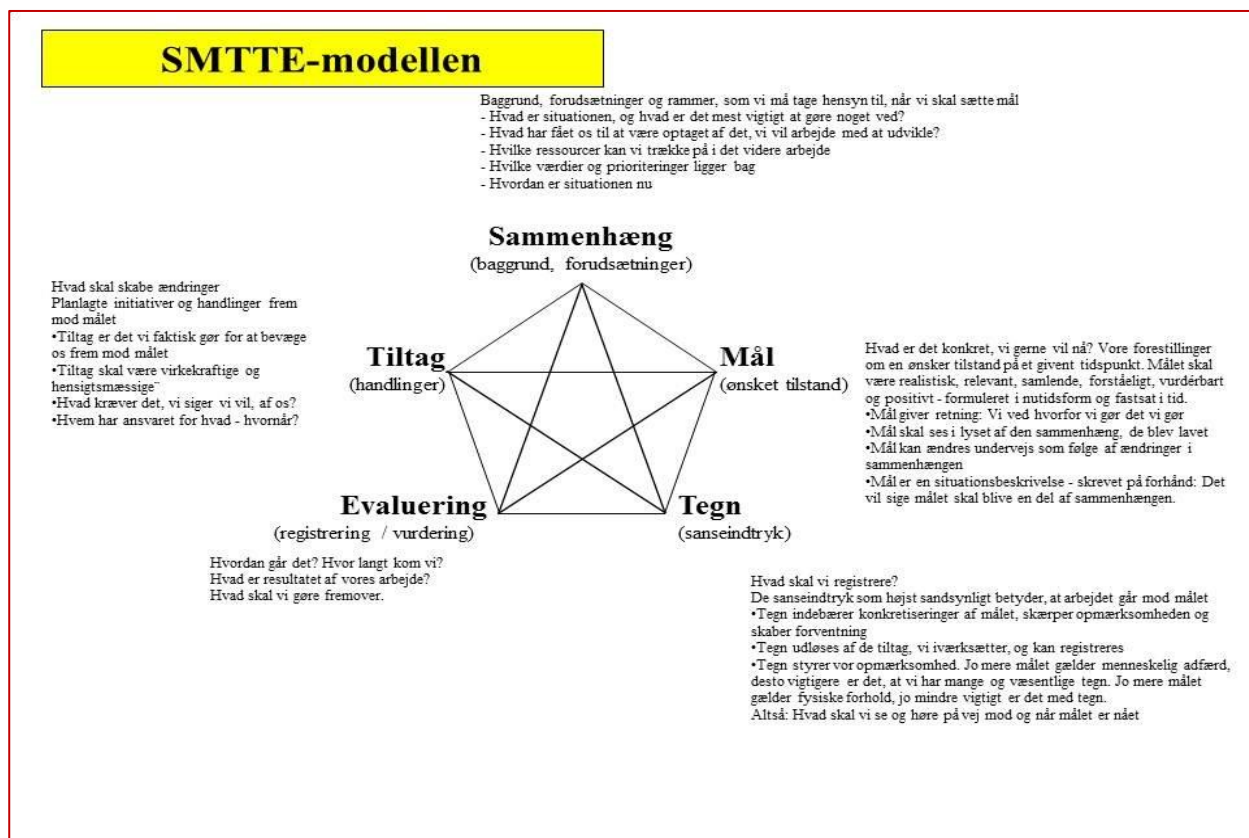 SMTTE-modellen
Baggrund, forudsætninger og rammer, som vi må tage hensyn til, når vi skal sætte mål
- Hvad er situationen, og hvad er det mest vigtigt at gøre noget ved?
- Hvad har fået os til at være optaget af det, vi vil arbejde med at udvikle?
- Hvilke ressourcer kan vi trække på i det videre arbejde
- Hvilke værdier og prioriteringer ligger bag
- Hvordan er situationen nu
Sammenhæng
(baggrund, forudsætninger)
Hvad skal skabe ændringer
Planlagte initiativer og handlinger frem
mod målet
•Tiltag er det vi faktisk gør for at bevæge
os frem mod målet
•Tiltag skal være virkekraftige og
hensigtsmæssige¨
•Hvad kræver det, vi siger vi vil, af os?
•Hvem har ansvaret for hvad - hvornår?
Tiltag
(handlinger)
Mål
(ønsket tilstand)
Hvad er det konkret, vi gerne vil nå? Vore forestillinger
om en ønsker tilstand på et givent tidspunkt. Målet skal
være realistisk, relevant, samlende, forståeligt, vurdérbart
og positivt - formuleret i nutidsform og fastsat i tid.
•Mål giver retning: Vi ved hvorfor vi gør det vi gør
•Mål skal ses i lyset af den sammenhæng, de blev lavet
•Mål kan ændres undervejs som følge af ændringer i
sammenhængen
•Mål er en situationsbeskrivelse - skrevet på forhånd: Det
vil sige målet skal blive en del af sammenhængen.
Evaluering
(registrering / vurdering)
Tegn
(sanseindtryk)
Hvordan går det? Hvor langt kom vi?
Hvad er resultatet af vores arbejde?
Hvad skal vi gøre fremover.
Hvad skal vi registrere?
De sanseindtryk som højst sandsynligt betyder, at arbejdet går mod målet
•Tegn indebærer konkretiseringer af målet, skærper opmærksomheden og
skaber forventning
•Tegn udløses af de tiltag, vi iværksætter, og kan registreres
•Tegn styrer vor opmærksomhed. Jo mere målet gælder menneskelig adfærd,
desto vigtigere er det, at vi har mange og væsentlige tegn. Jo mere målet
gælder fysiske forhold, jo mindre vigtigt er det med tegn.
Altså: Hvad skal vi se og høre på vej mod og når målet er nået